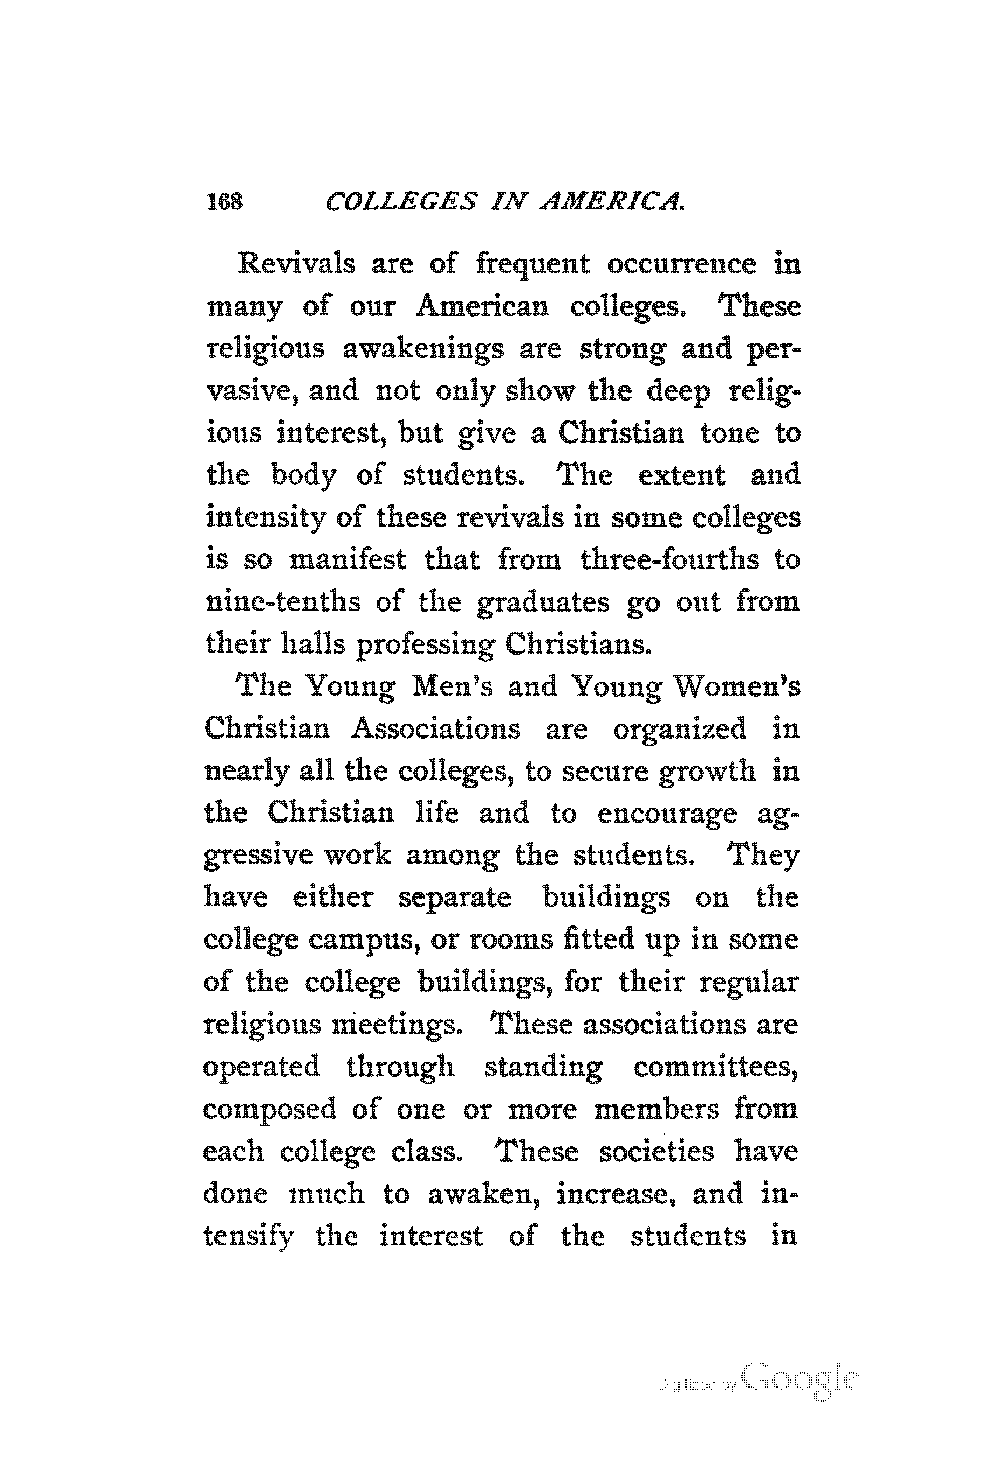 168 COLLEGES IN AMERICA.
Revivals are of frequent occurrence in
many of our American colleges. These
religious awakenings are strong and per-
vasive, and not only show the deep relig-
ious interest, but give a Christian tone to
the body of students. The extent and
intensity of these revivals in some colleges
is so manifest that from three-fourths to
nine-tenths of the graduates go out from
their halls professing Christians.
The Young Men's and Young Women's
Christian Associations are organized in
nearly all the colleges, to secure growth in
the Christian life and to encourage ag-
gressive work among the students. They
have either separate buildings on the
college campus, or rooms fitted up in some
of the college buildings, for their regular
religious meetings. These associations are
operated through standing committees,
composed of one or more members from
each college class. These societies have
done much to awaken, increase, and in-
tensify the interest of the students in
Digitized by Google